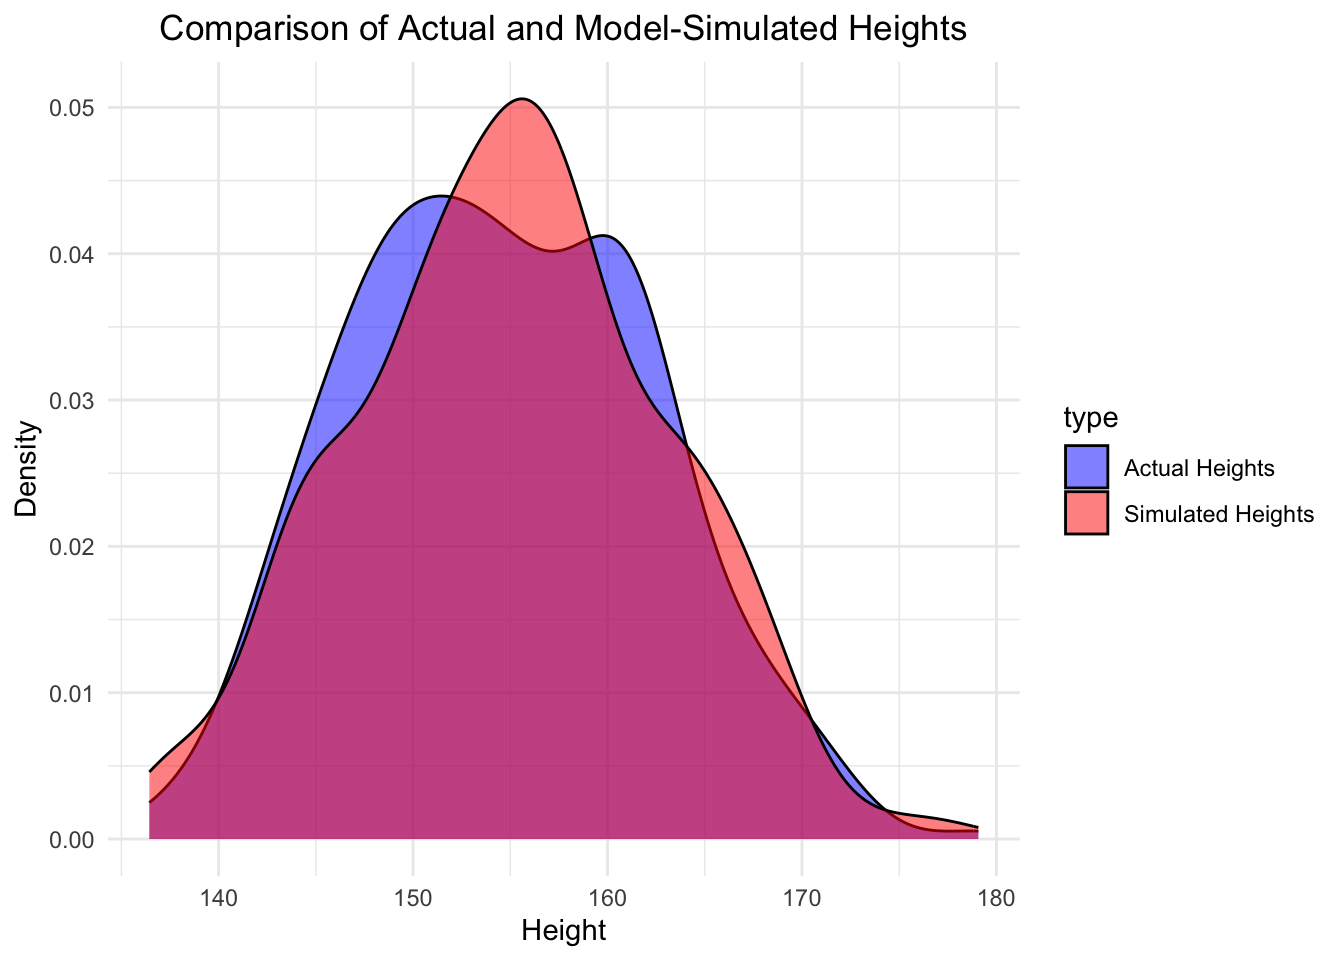 Comparison of Actual and Model-Simulated Heights
0.05
0.04
0.03
0.02
0.01
0.00
Density
140 150 160 170 180
Height
type
Actual Heights
Simulated Heights